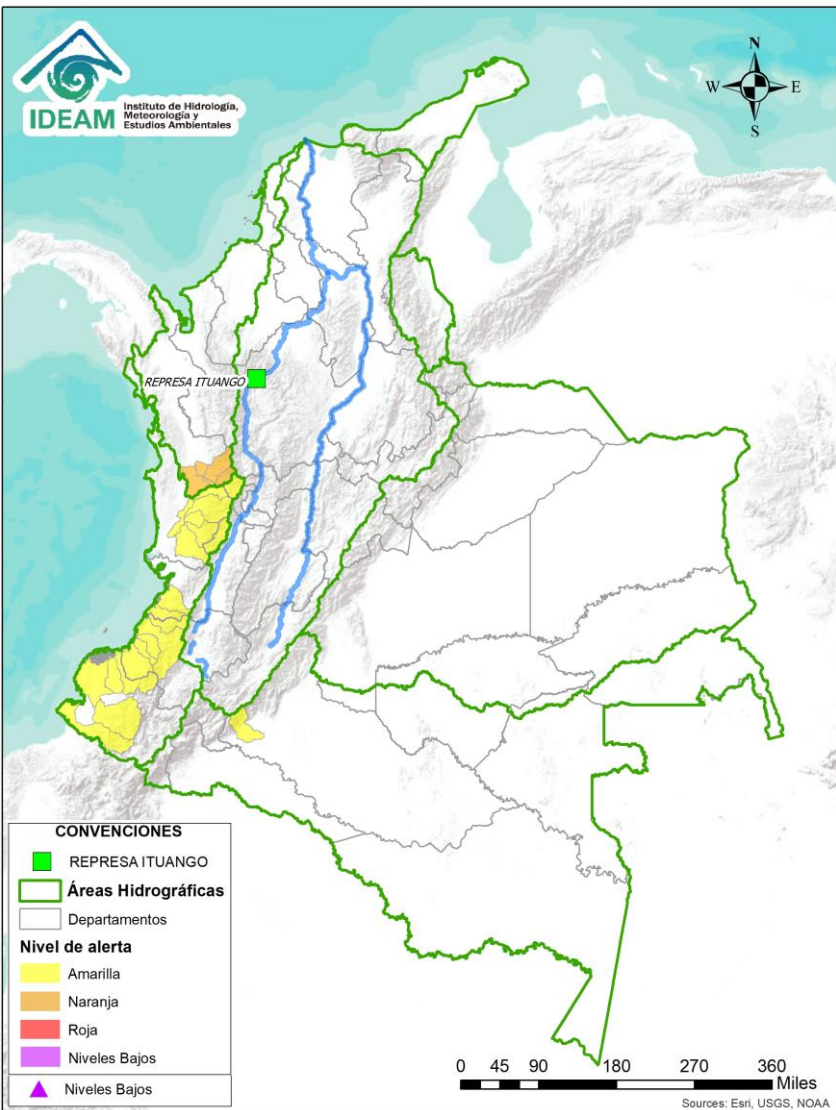 IDEAM
Instituto de Hidrología,
Meteorología y
Estudios Ambientales
N
W
E
S
REPRESA ITUANGO
CONVENCIONES
REPRESA ITUANGO
Áreas Hidrográficas
Departamentos
Nivel de alerta
Amarilla
Naranja
Roja
Niveles Bajos
Niveles Bajos
0 45 90 180 270 360
Miles
Sources: Esri, USGS, NOAA